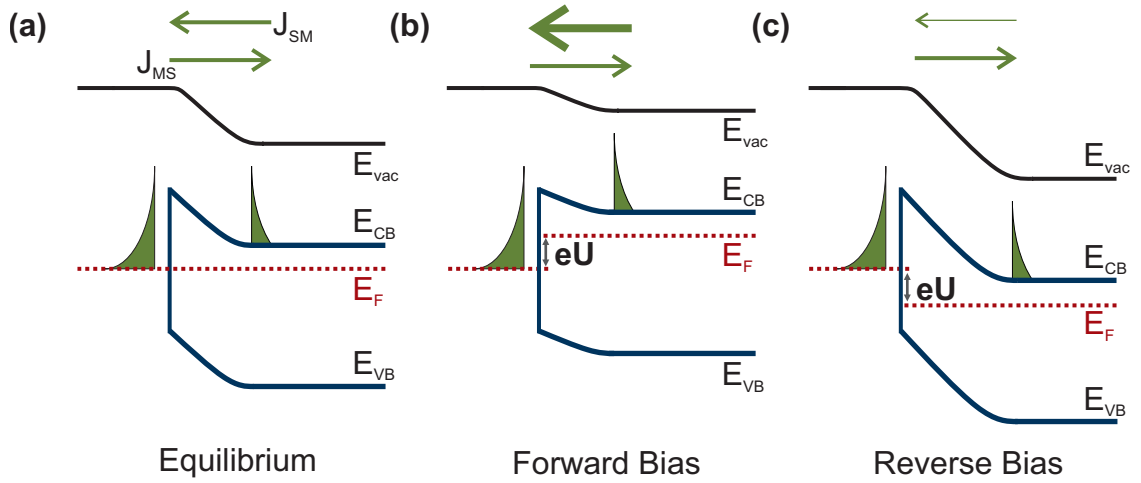 (a)
J_SM
J_MS
E_vac
E_CB
E_F
E_VB
Equilibrium
(b)
E_vac
E_CB
eU
E_F
E_VB
Forward Bias
(c)
E_vac
E_CB
eU
E_F
E_VB
Reverse Bias